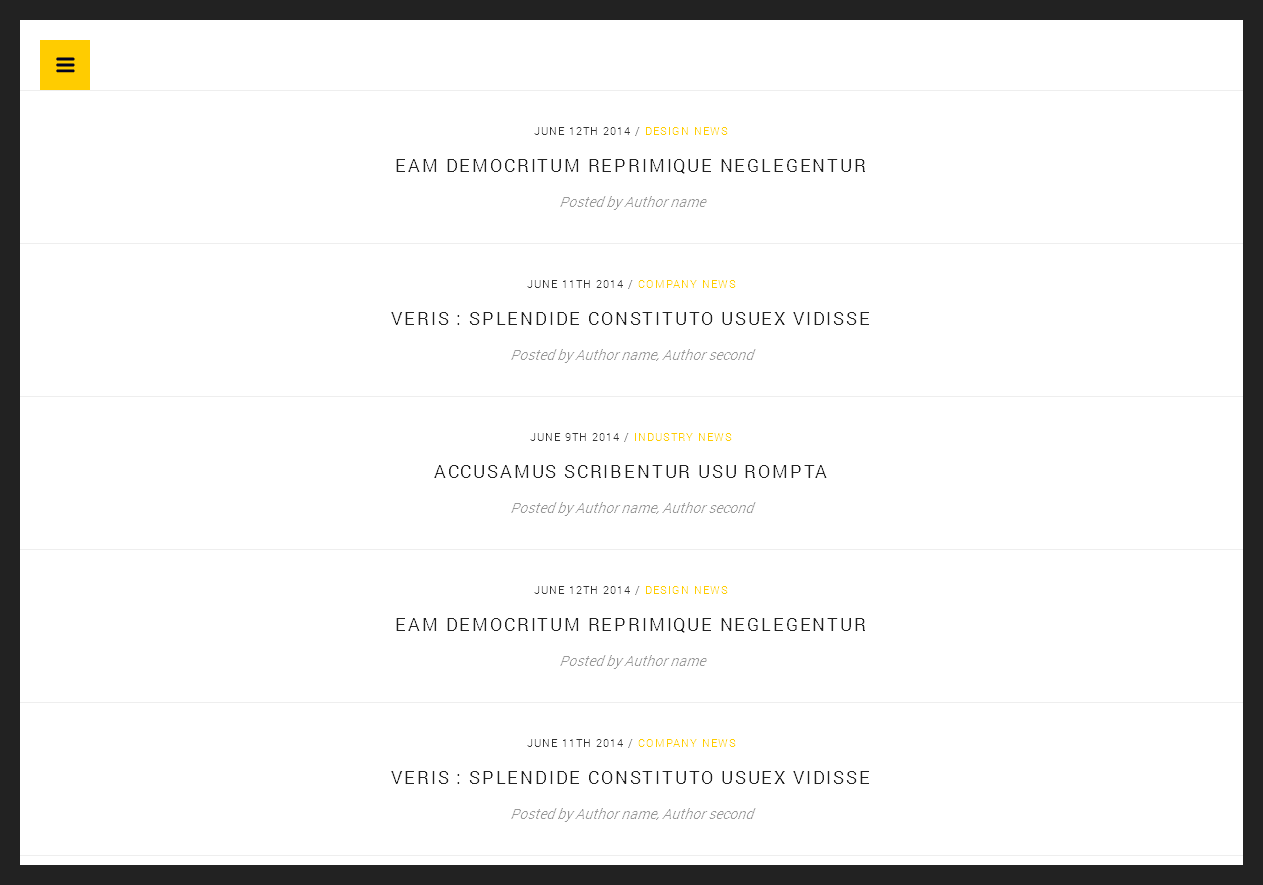 JUNE 12TH 2014 / DESIGN NEWS
EAM DEMOCRITUM REPRIMIQUE NEGLEGENTUR
Posted by Author name
JUNE 11TH 2014 / COMPANY NEWS
VERIS : SPLENDIDE CONSTITUTO USUEX VIDISSE
Posted by Author name, Author second
JUNE 9TH 2014 / INDUSTRY NEWS
ACCUSAMUS SCRIBENTUR USU ROMPTA
Posted by Author name, Author second
JUNE 12TH 2014 / DESIGN NEWS
EAM DEMOCRITUM REPRIMIQUE NEGLEGENTUR
Posted by Author name
JUNE 11TH 2014 / COMPANY NEWS
VERIS : SPLENDIDE CONSTITUTO USUEX VIDISSE
Posted by Author name, Author second